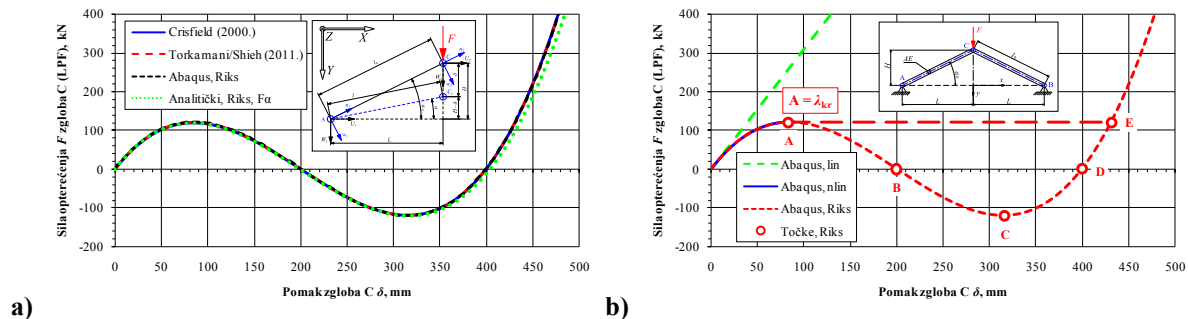 Sila opterećenja F zgloba C (LPF), kN
400
300
200
100
0
-100
-200
Crisfield (2000.)
Torkamani/Shieh (2011.)
Abaqus, Riks
Analitički, Riks, Fα
Z
X
Y
F
A
L
0 50 100 150 200 250 300 350 400 450 500
Pomak zgloba C δ, mm
a)
Sila opterećenja F zgloba C (LPF), kN
400
300
200
100
0
-100
-200
F
C
H
AE
A
B
x
y
L
L
A = λkr
A
B
C
D
E
Abaqus, lin
Abaqus, nlin
Abaqus, Riks
Točke, Riks
0 50 100 150 200 250 300 350 400 450 500
Pomak zgloba C δ, mm
b)